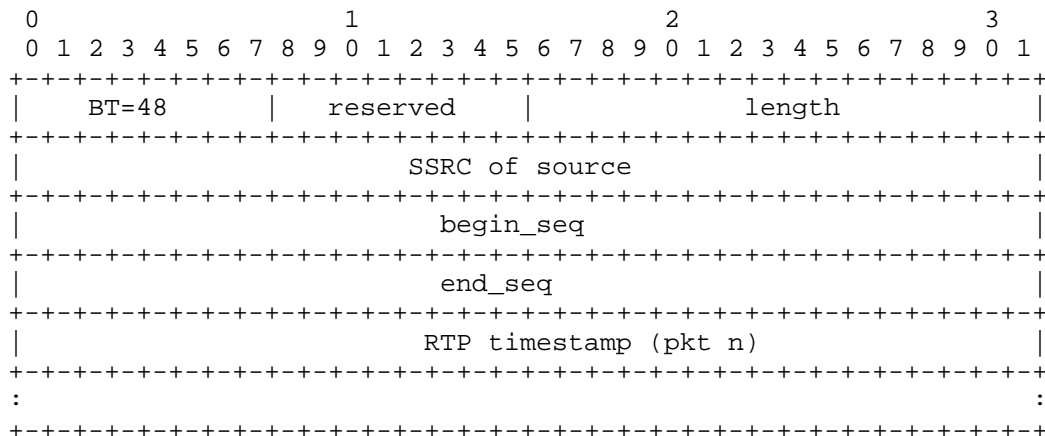 0                   1                   2                   3
 0 1 2 3 4 5 6 7 8 9 0 1 2 3 4 5 6 7 8 9 0 1 2 3 4 5 6 7 8 9 0 1
+-+-+-+-+-+-+-+-+-+-+-+-+-+-+-+-+-+-+-+-+-+-+-+-+-+-+-+-+-+-+-+-+
|    BT=48      |   reserved    |             length            |
+-+-+-+-+-+-+-+-+-+-+-+-+-+-+-+-+-+-+-+-+-+-+-+-+-+-+-+-+-+-+-+-+
|                        SSRC of source                         |
+-+-+-+-+-+-+-+-+-+-+-+-+-+-+-+-+-+-+-+-+-+-+-+-+-+-+-+-+-+-+-+-+
|                          begin_seq                            |
+-+-+-+-+-+-+-+-+-+-+-+-+-+-+-+-+-+-+-+-+-+-+-+-+-+-+-+-+-+-+-+-+
|                          end_seq                              |
+-+-+-+-+-+-+-+-+-+-+-+-+-+-+-+-+-+-+-+-+-+-+-+-+-+-+-+-+-+-+-+-+
|                         RTP timestamp (pkt n)                 |
+-+-+-+-+-+-+-+-+-+-+-+-+-+-+-+-+-+-+-+-+-+-+-+-+-+-+-+-+-+-+-+-+
:                                                               :
+-+-+-+-+-+-+-+-+-+-+-+-+-+-+-+-+-+-+-+-+-+-+-+-+-+-+-+-+-+-+-+-+